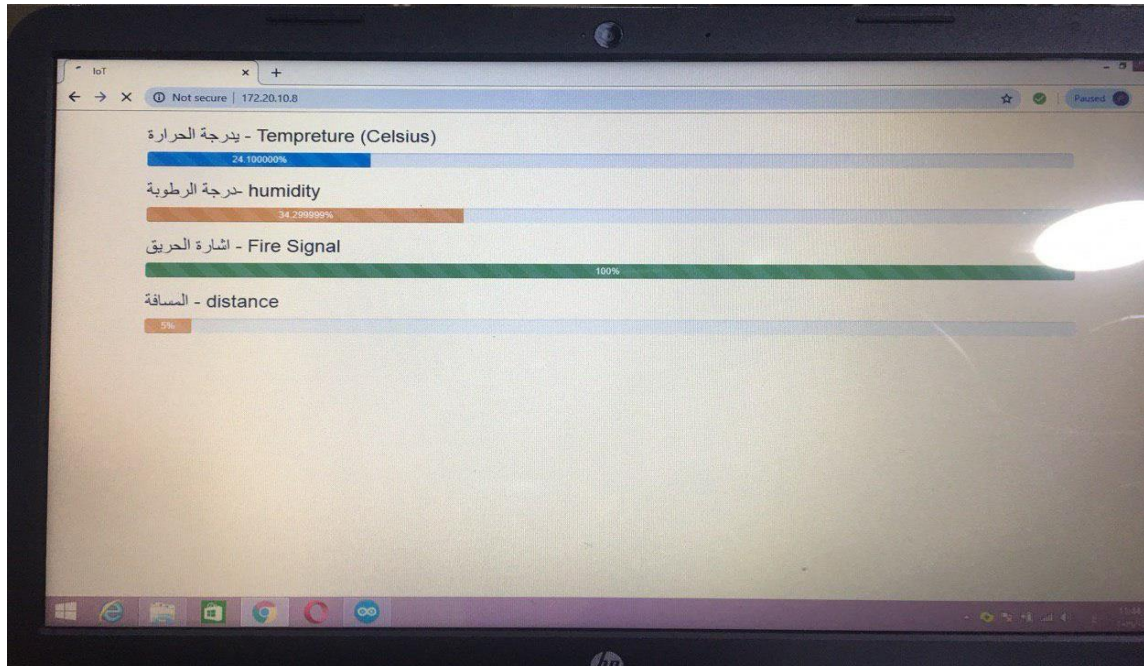 IoT
Not secure | 172.20.10.8
Paused
يدرجة الحرارة - Tempreture (Celsius)
24.100000%
درجة الرطوبة- humidity
34.299999%
اشارة الحريق - Fire Signal
100%
المسافة - distance
5%
hp